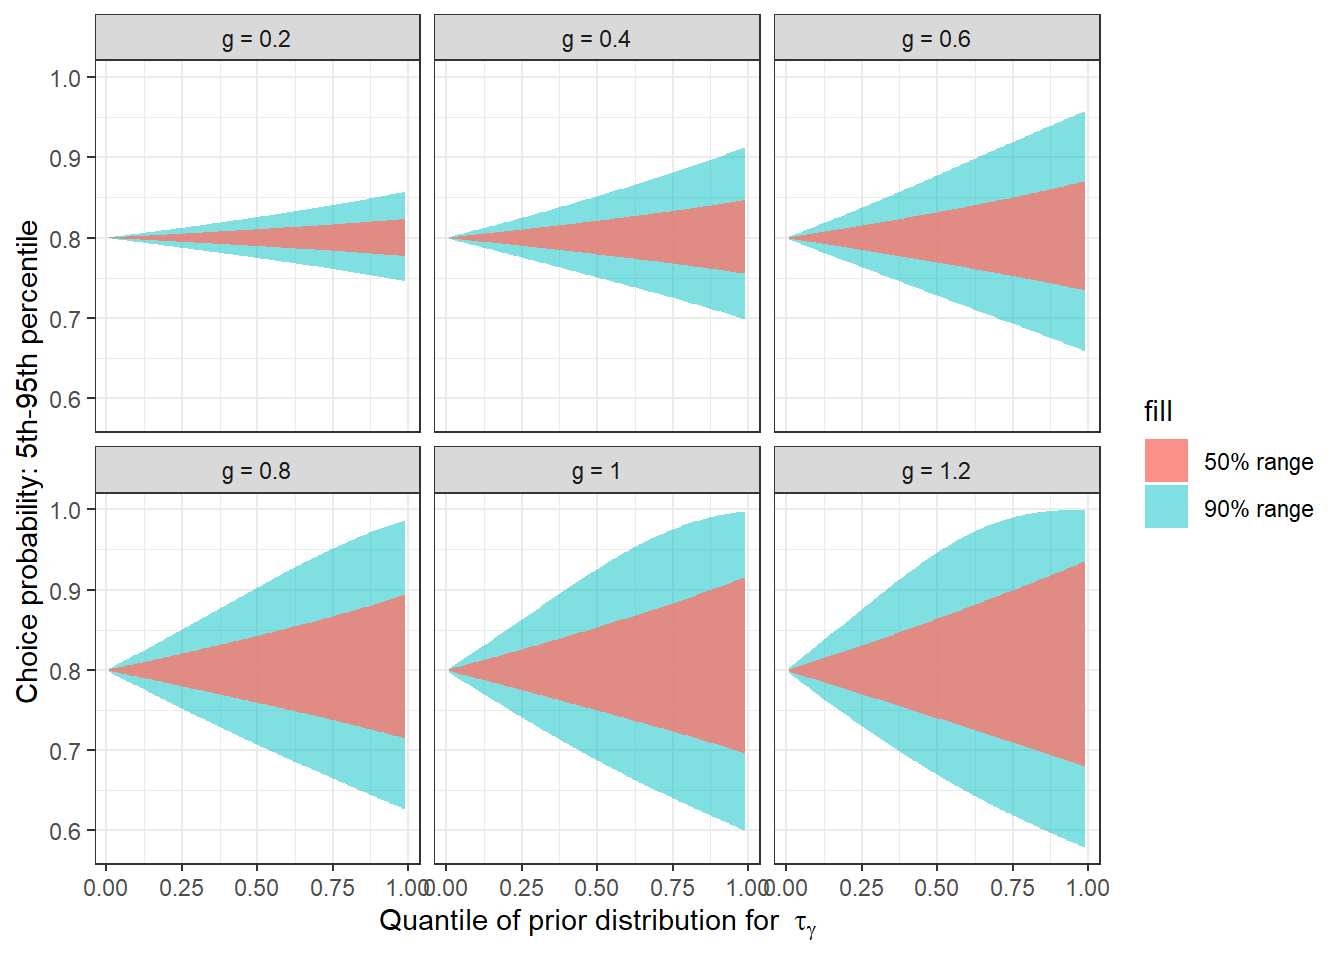 g = 0.2
g = 0.4
g = 0.6
1.0
0.9
0.8
0.7
0.6
g = 0.8
g = 1
g = 1.2
1.0
0.9
0.8
0.7
0.6
0.00 0.25 0.50 0.75 1.00
0.00 0.25 0.50 0.75 1.00
0.00 0.25 0.50 0.75 1.00
Quantile of prior distribution for τγ
Choice probability: 5th-95th percentile
fill
50% range
90% range